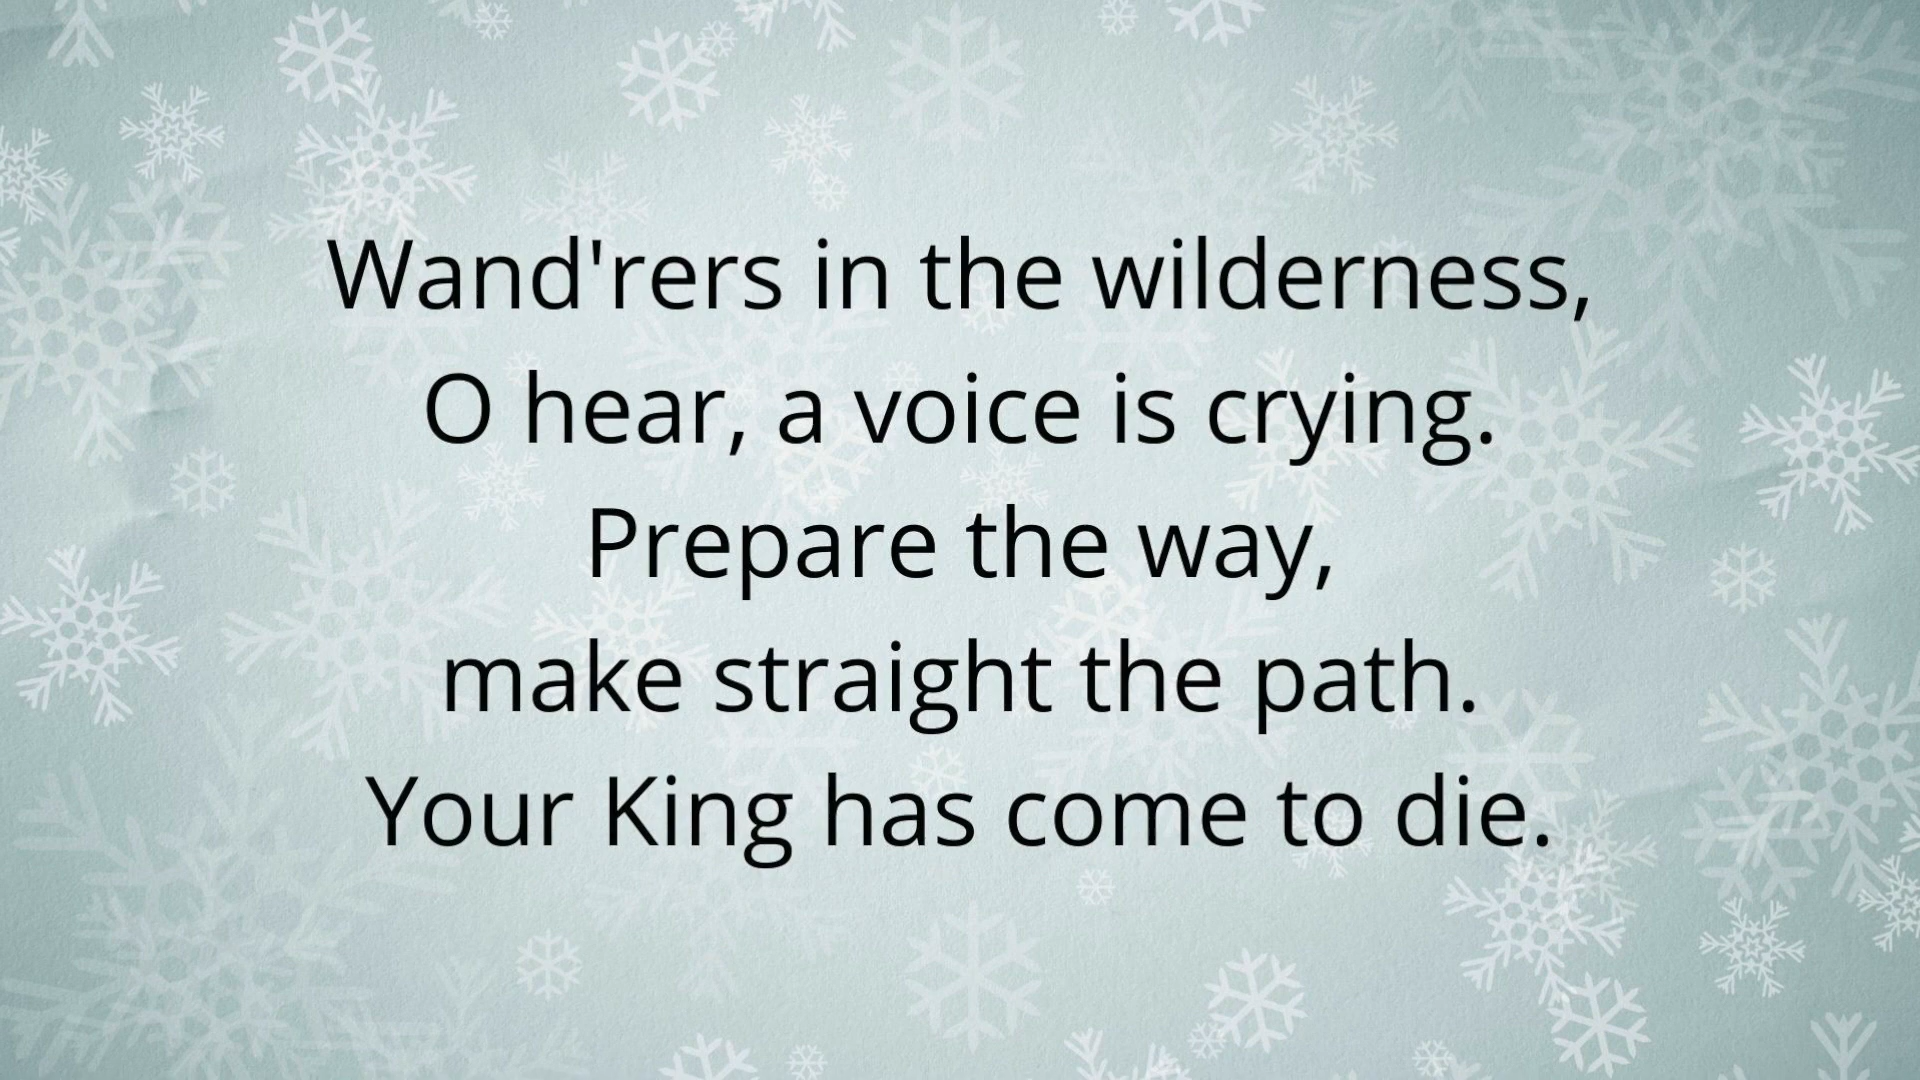 Wand'rers in the wilderness,
O hear, a voice is crying.
Prepare the way,
make straight the path.
Your King has come to die.